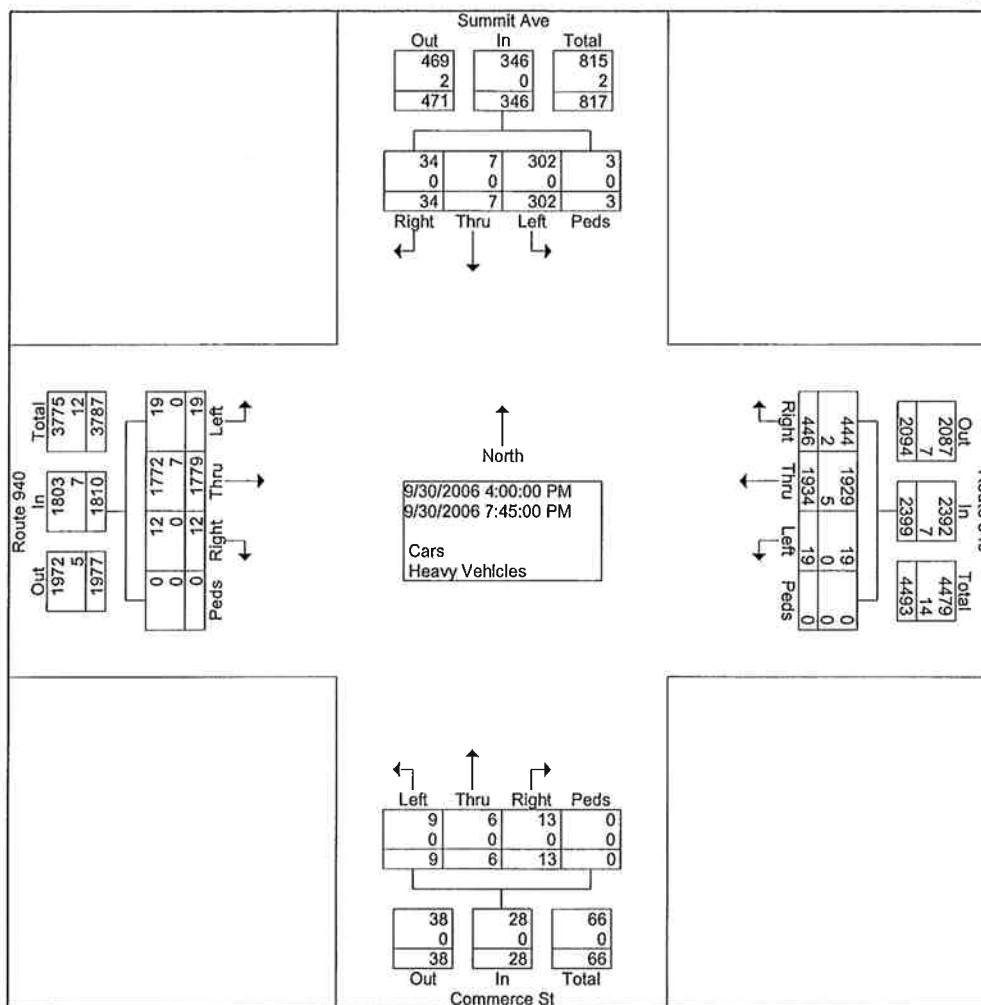 Summit Ave
Out In Total
469 346 815
2 0 2
471 346 817
34 7 302 3
0 0 0 0
34 7 302 3
Right Thru Left Peds
Route 940
Total In Out
3775 1803 1972
12 7 5
3787 1810 1977
19 1772 12 0
0 7 0 0
19 1779 12 0
Left Thru Right Peds
North
9/30/2006 4:00:00 PM
9/30/2006 7:45:00 PM
Cars
Heavy Vehicles
Right Thru Left Peds
446 1934 19 0
2 5 0 0
444 1929 19 0
Out In Total
2087 2392 4479
7 7 14
2094 2399 4493
Left Thru Right Peds
9 6 13 0
0 0 0 0
9 6 13 0
38 28 66
0 0 0
38 28 66
Out In Total
Commerce St